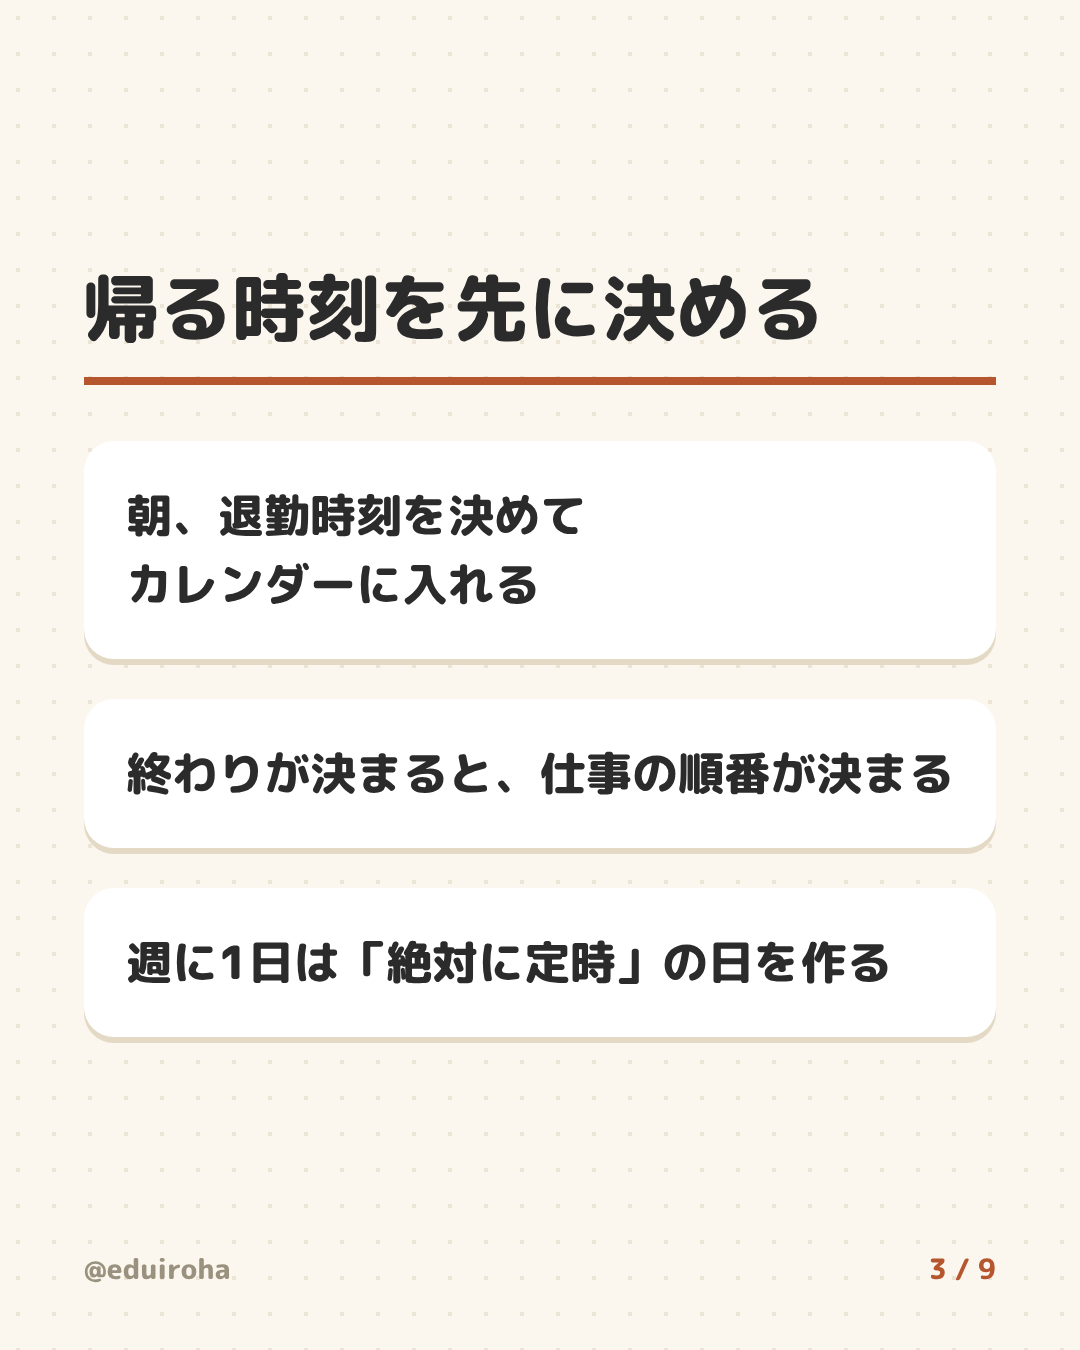 帰る時刻を先に決める
朝、退勤時刻を決めて
カレンダーに入れる
終わりが決まると、仕事の順番が決まる
週に1日は「絶対に定時」の日を作る
@eduiroha
3 / 9